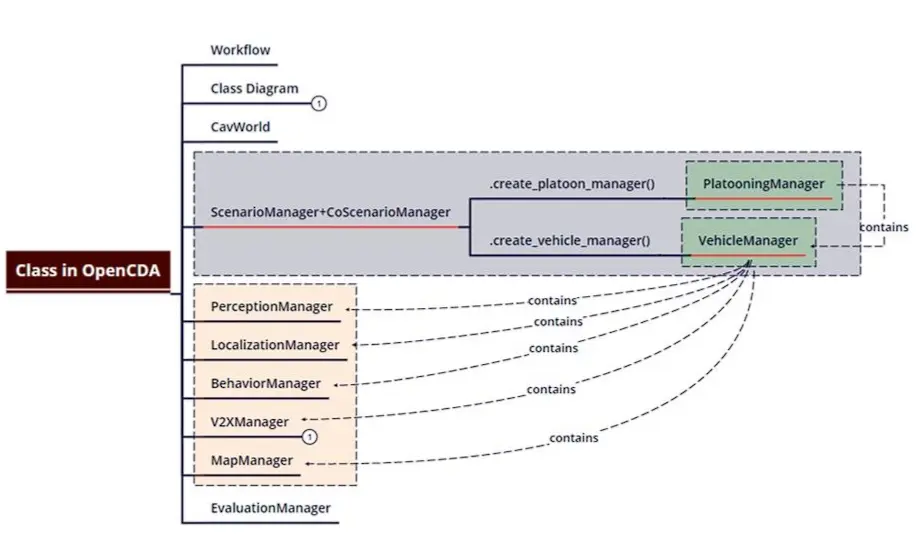 Workflow
Class Diagram
1
CavWorld
.create_platoon_manager()
PlatooningManager
ScenarioManager+CoScenarioManager
contains
.create_vehicle_manager()
VehicleManager
Class in OpenCDA
PerceptionManager
contains
LocalizationManager
contains
BehaviorManager
contains
V2XManager
1
contains
MapManager
contains
EvaluationManager